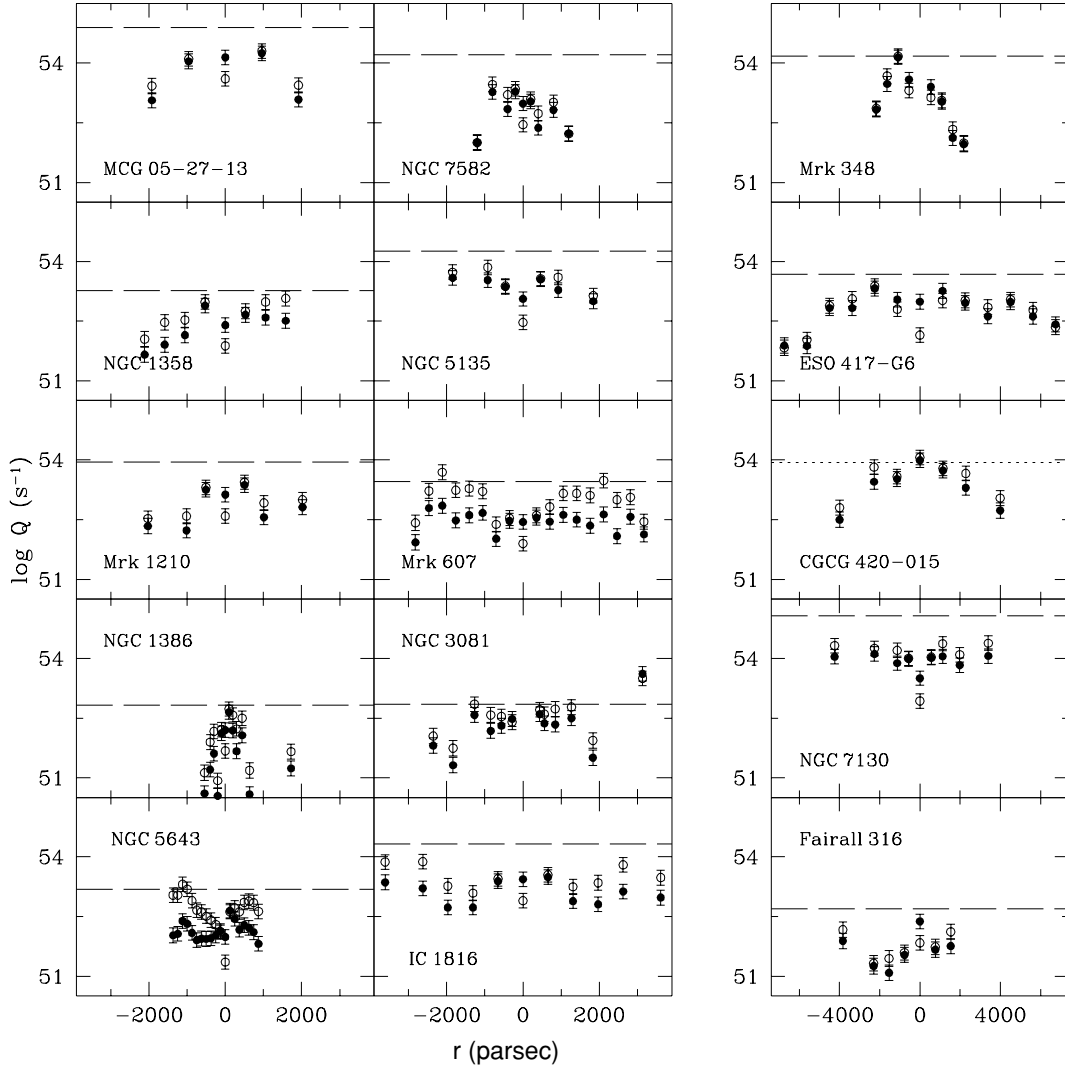 54
51
MCG 05-27-13
NGC 7582
Mrk 348
54
51
NGC 1358
NGC 5135
ESO 417-G6
54
51
Mrk 1210
Mrk 607
CGCG 420-015
log Q (s⁻¹)
54
51
NGC 1386
NGC 3081
NGC 7130
54
51
NGC 5643
IC 1816
Fairall 316
−2000 0 2000
−2000 0 2000
−4000 0 4000
r (parsec)